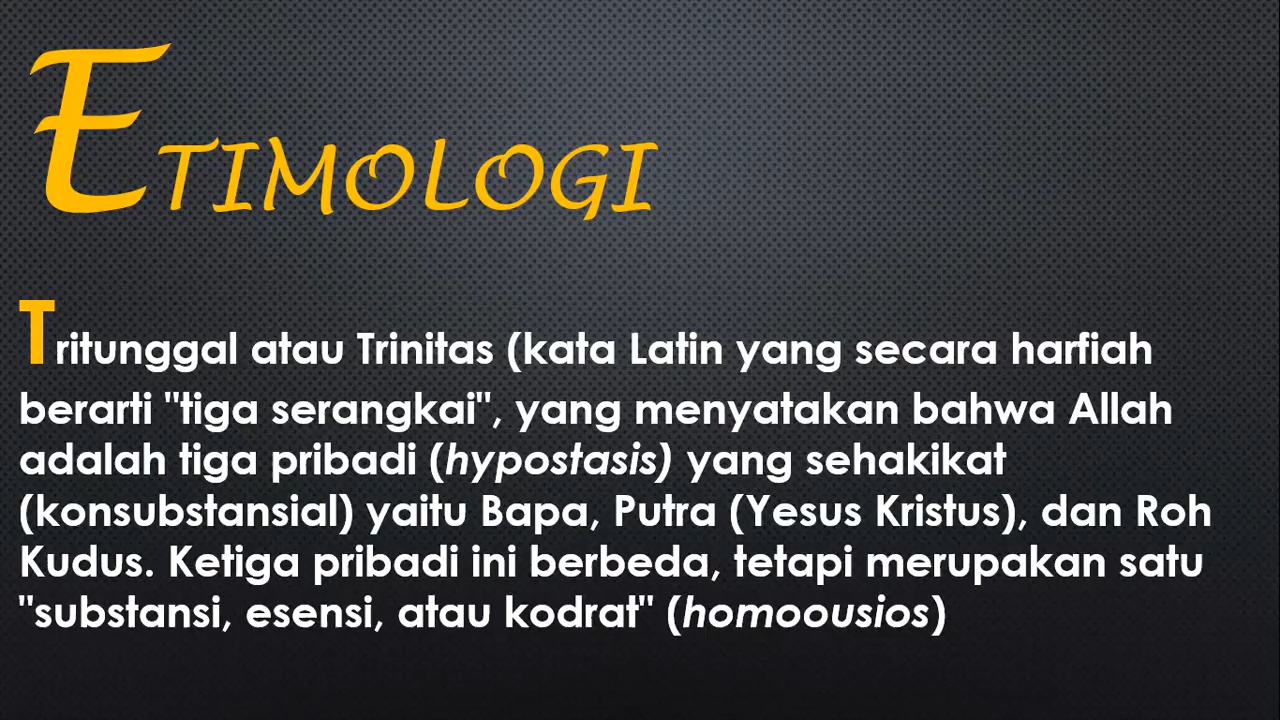 ETIMOLOGI
Tritunggal atau Trinitas (kata Latin yang secara harfiah
berarti "tiga serangkai", yang menyatakan bahwa Allah
adalah tiga pribadi (hypostasis) yang sehakikat
(konsubstansial) yaitu Bapa, Putra (Yesus Kristus), dan Roh
Kudus. Ketiga pribadi ini berbeda, tetapi merupakan satu
"substansi, esensi, atau kodrat" (homoousios)